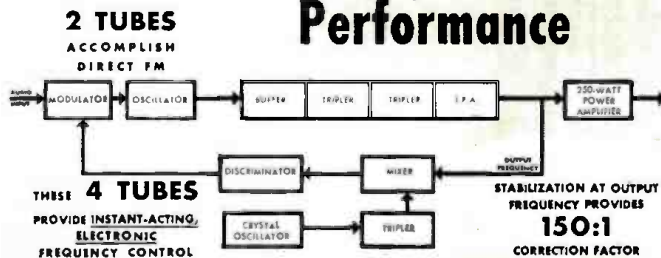 Performance
2 TUBES
ACCOMPLISH
DIRECT FM
AUDIO
INPUT
MODULATOR
OSCILLATOR
BUFFER
TRIPLER
TRIPLER
I.P.A.
250-WATT
POWER
AMPLIFIER
DISCRIMINATOR
MIXER
OUTPUT
FREQUENCY
CRYSTAL
OSCILLATOR
TRIPLER
THESE 4 TUBES
PROVIDE INSTANT-ACTING,
ELECTRONIC
FREQUENCY CONTROL
STABILIZATION AT OUTPUT
FREQUENCY PROVIDES
150:1
CORRECTION FACTOR